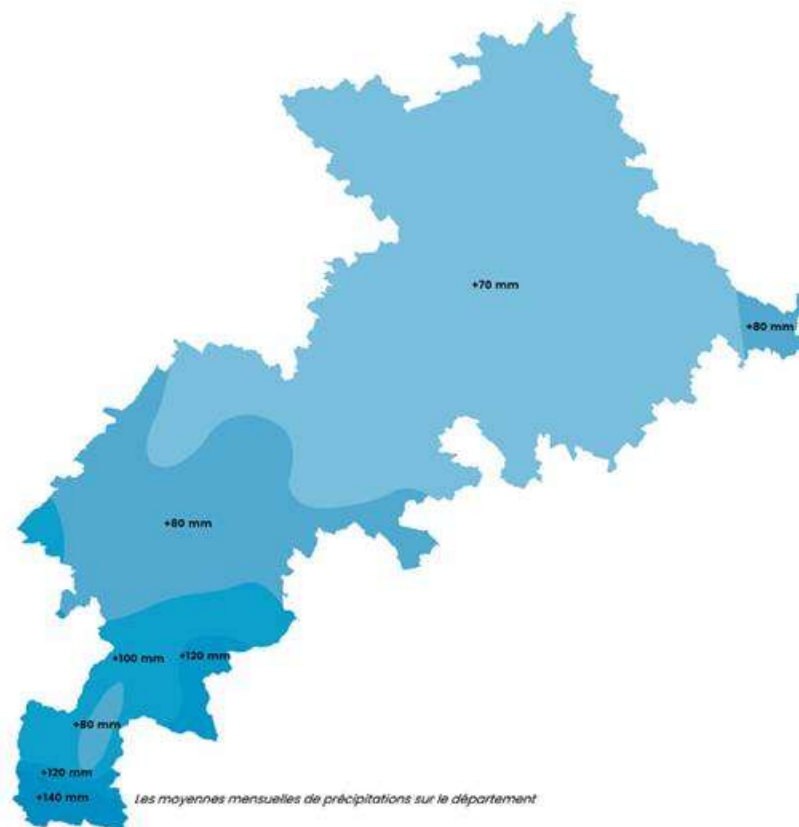 +70 mm
+80 mm
+80 mm
+100 mm
+120 mm
+80 mm
+120 mm
+140 mm
Les moyennes mensuelles de précipitations sur le département